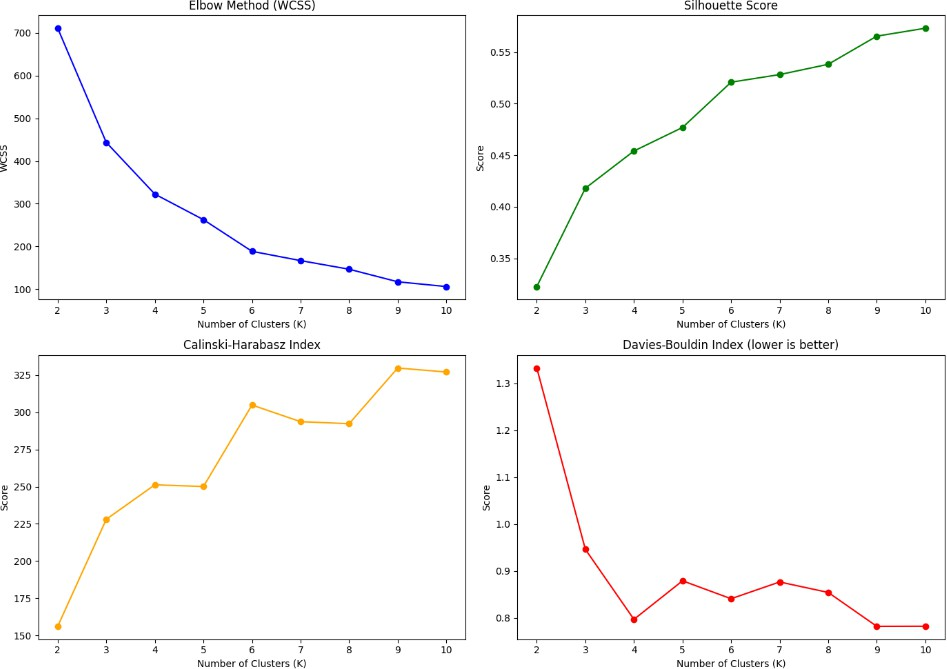 Elbow Method (WCSS)
700
600
500
400
300
200
100
WCSS
2 3 4 5 6 7 8 9 10
Number of Clusters (K)
Silhouette Score
0.55
0.50
0.45
0.40
0.35
Score
2 3 4 5 6 7 8 9 10
Number of Clusters (K)
Calinski-Harabasz Index
325
300
275
250
225
200
175
150
Score
2 3 4 5 6 7 8 9 10
Number of Clusters (K)
Davies-Bouldin Index (lower is better)
1.3
1.2
1.1
1.0
0.9
0.8
Score
2 3 4 5 6 7 8 9 10
Number of Clusters (K)